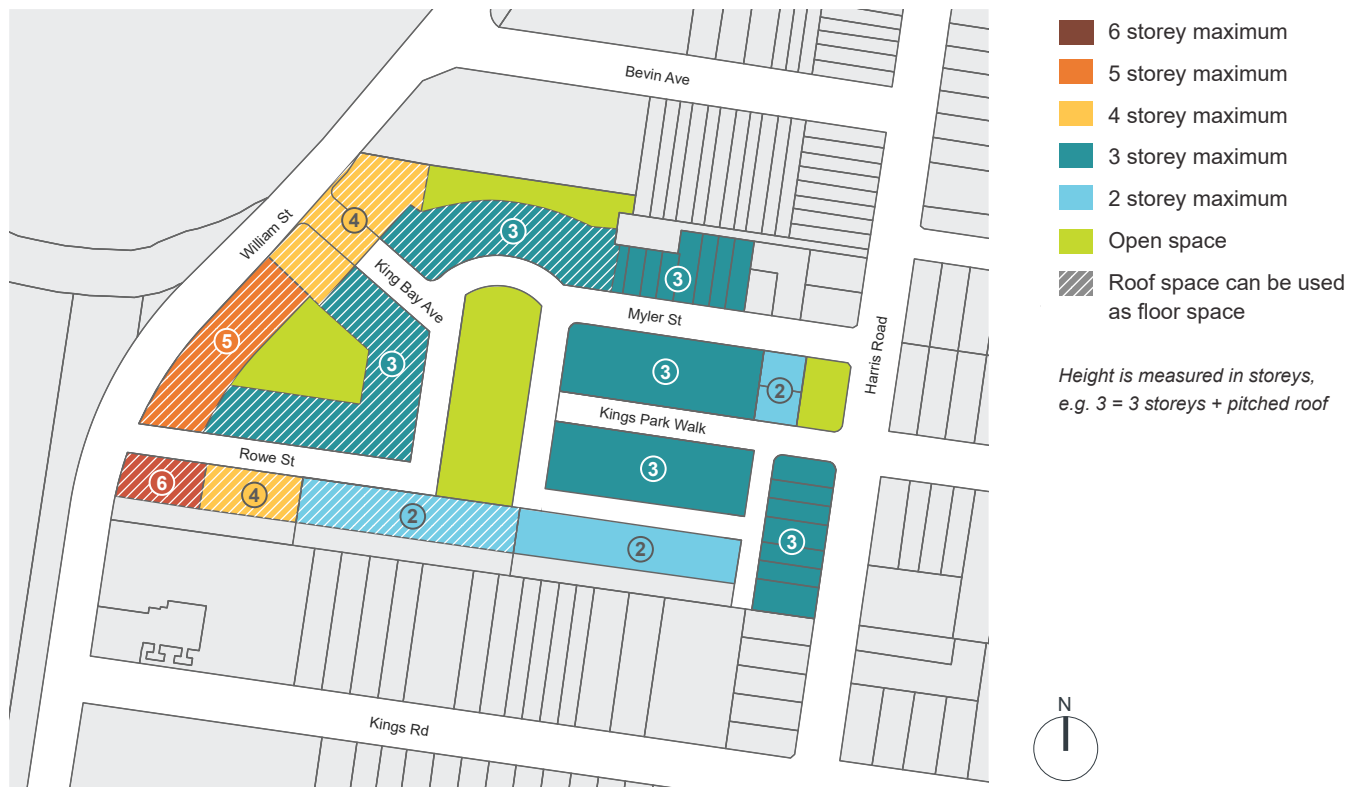 Bevin Ave
William St
4
3
King Bay Ave
3
5
3
Myler St
Harris Road
3
2
Kings Park Walk
3
Rowe St
6
4
2
2
3
Kings Rd
6 storey maximum
5 storey maximum
4 storey maximum
3 storey maximum
2 storey maximum
Open space
Roof space can be used
as floor space
Height is measured in storeys,
e.g. 3 = 3 storeys + pitched roof
N